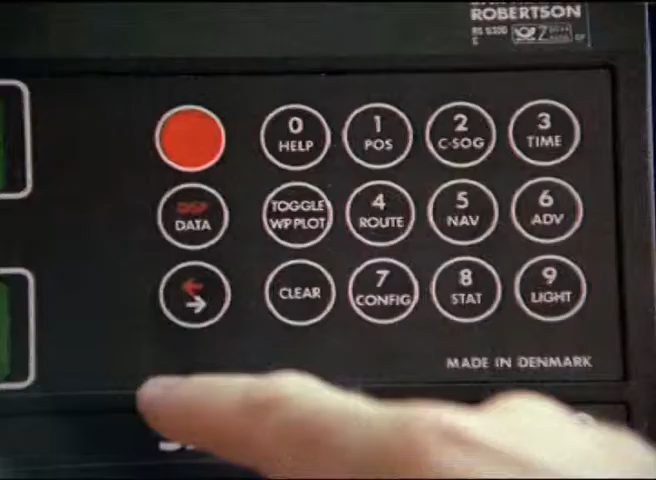 ROBERTSON
0 HELP
1 POS
2 C-SOG
3 TIME
DSP DATA
TOGGLE WP PLOT
4 ROUTE
5 NAV
6 ADV
CLEAR
7 CONFIG
8 STAT
9 LIGHT
MADE IN DENMARK